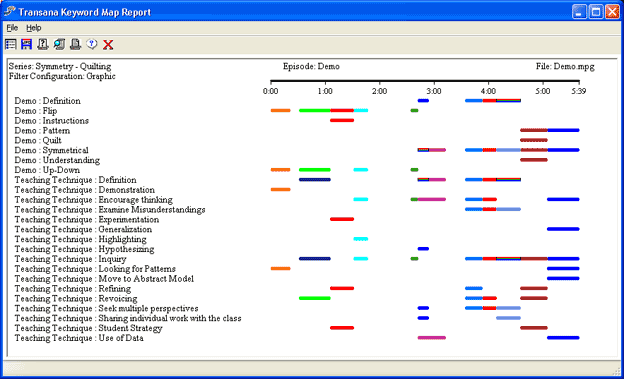 Transana Keyword Map Report
File Help
Series: Symmetry - Quilting Episode: Demo File: Demo.mpg
Filter Configuration: Graphic
0:00 1:00 2:00 3:00 4:00 5:00 5:39
Demo : Definition
Demo : Flip
Demo : Instructions
Demo : Pattern
Demo : Quilt
Demo : Symmetrical
Demo : Understanding
Demo : Up-Down
Teaching Technique : Definition
Teaching Technique : Demonstration
Teaching Technique : Encourage thinking
Teaching Technique : Examine Misunderstandings
Teaching Technique : Experimentation
Teaching Technique : Generalization
Teaching Technique : Highlighting
Teaching Technique : Hypothesizing
Teaching Technique : Inquiry
Teaching Technique : Looking for Patterns
Teaching Technique : Move to Abstract Model
Teaching Technique : Refining
Teaching Technique : Revoicing
Teaching Technique : Seek multiple perspectives
Teaching Technique : Sharing individual work with the class
Teaching Technique : Student Strategy
Teaching Technique : Use of Data